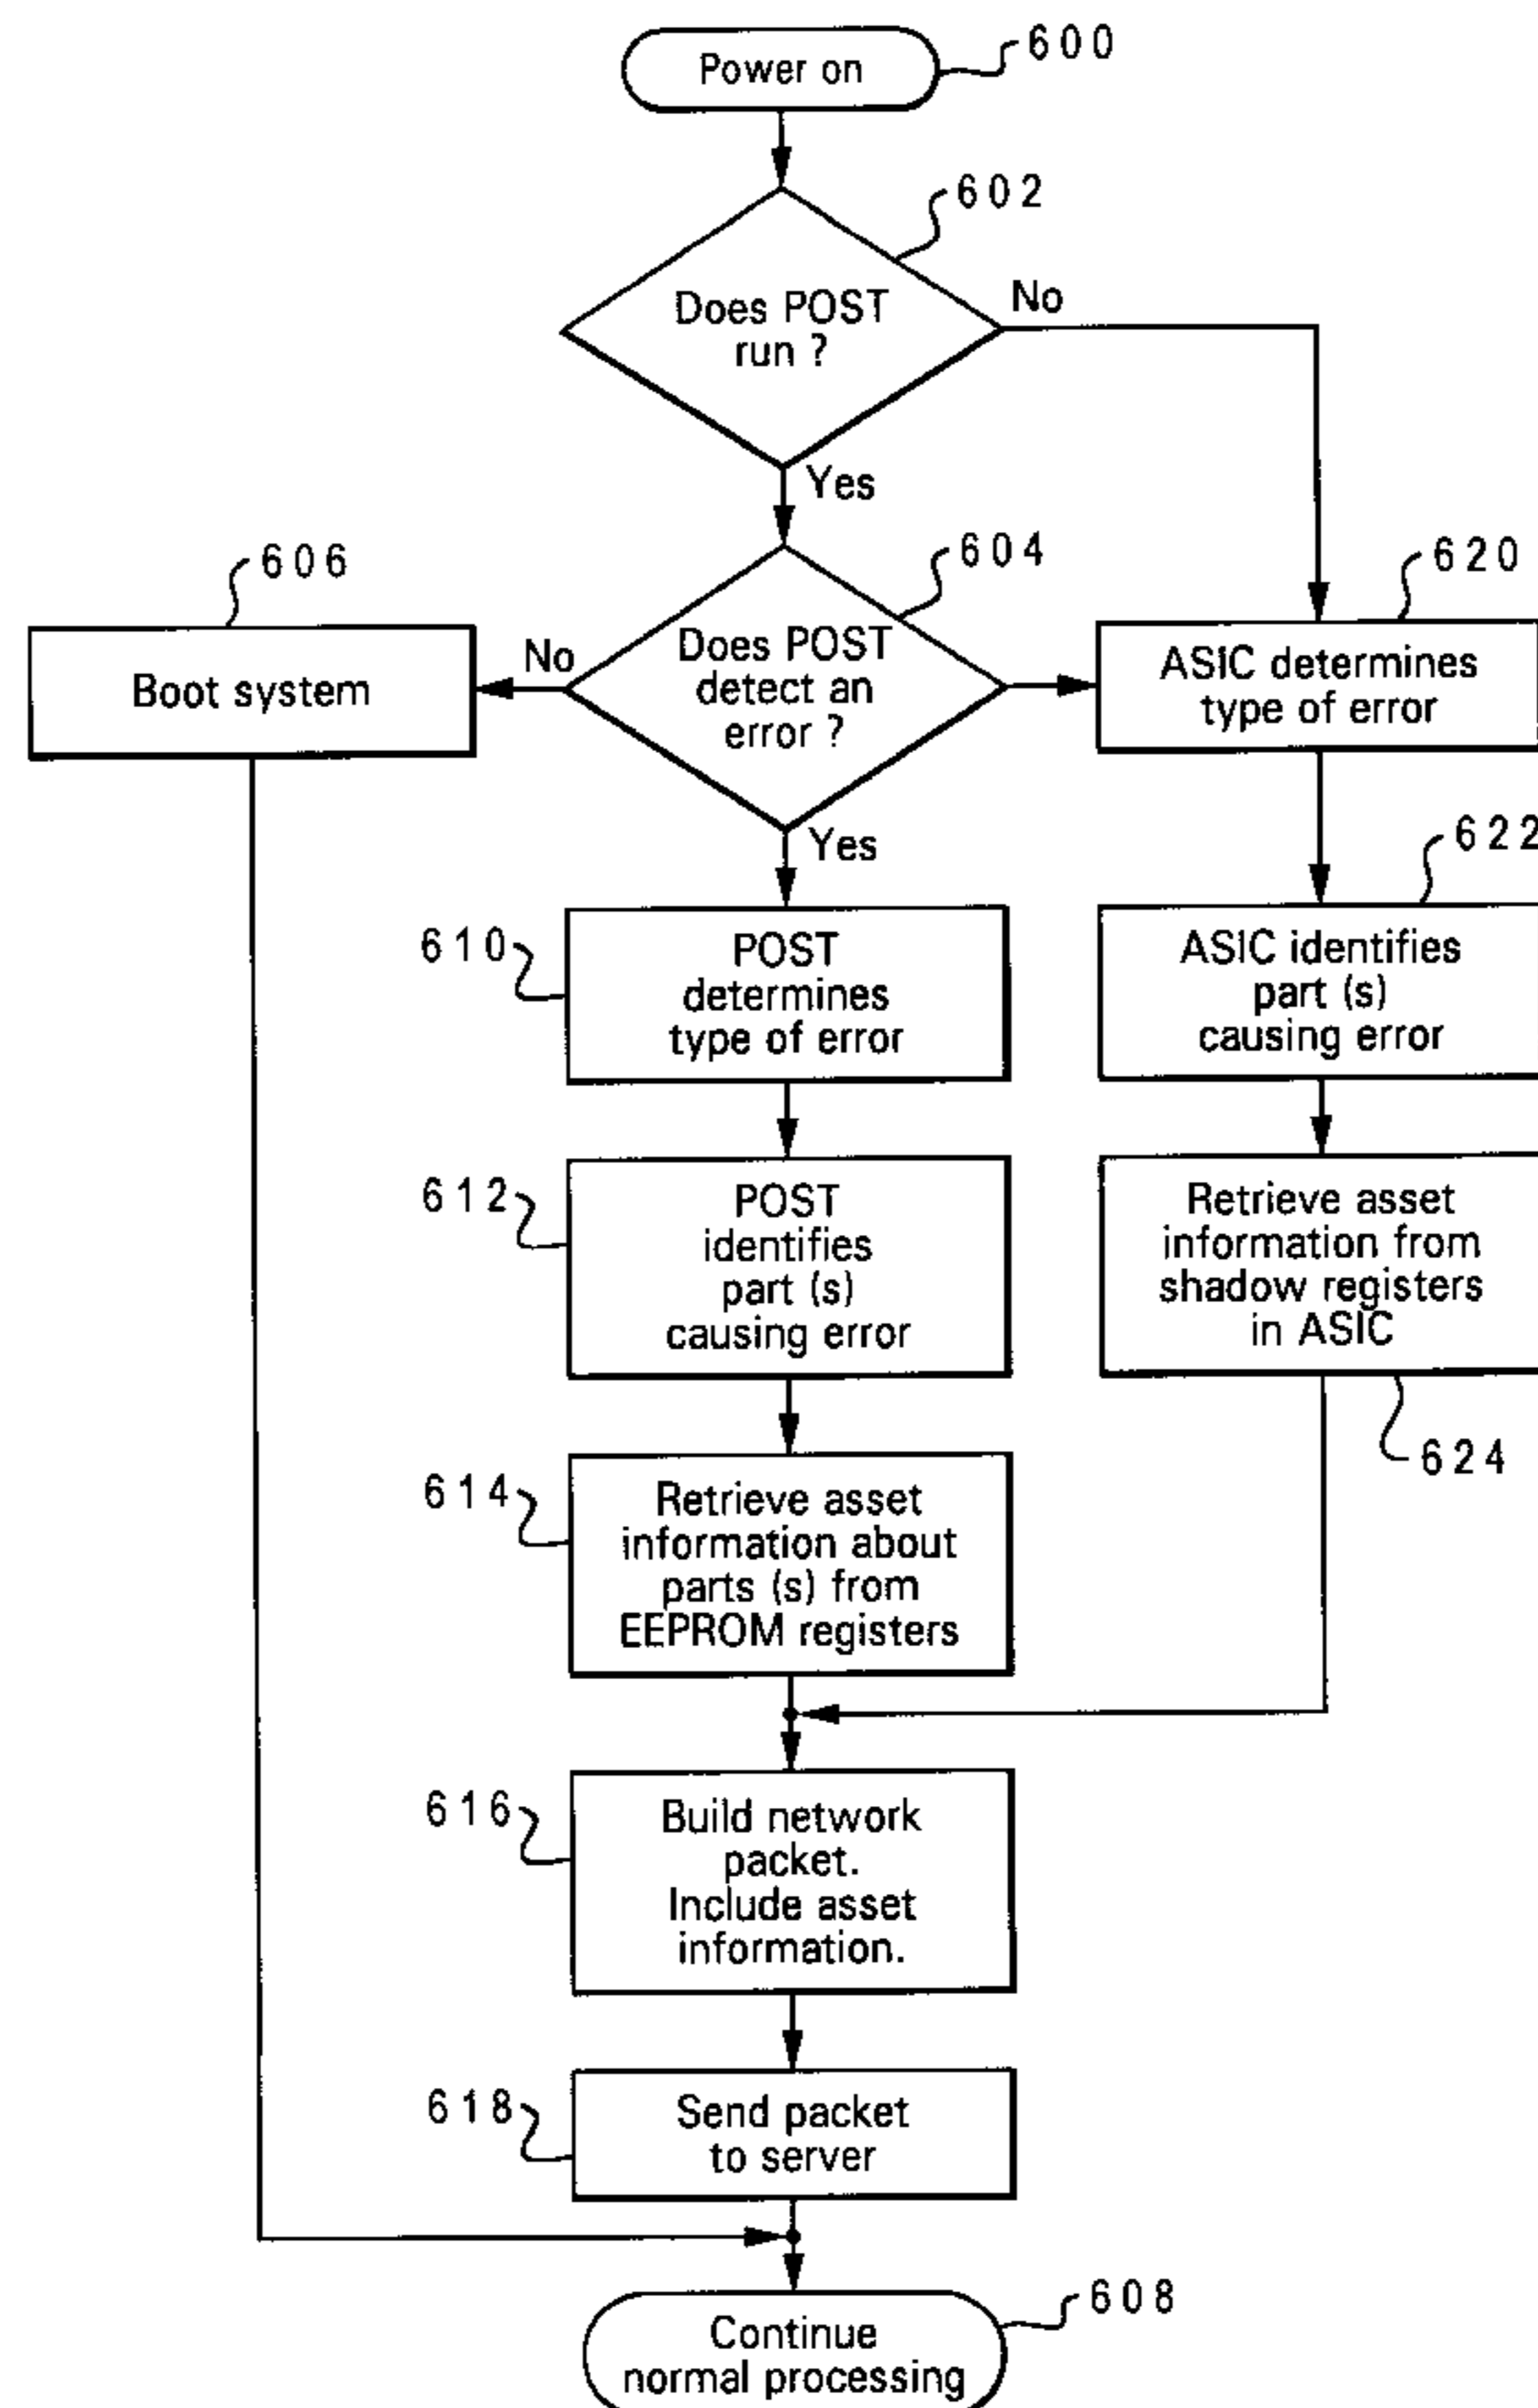 Power on
600
602
Does POST
run ?
No
Yes
604
606
620
Boot system
No
Does POST
detect an
error ?
ASIC determines
type of error
Yes
622
610
POST
determines
type of error
ASIC identifies
part (s)
causing error
612
POST
identifies
part (s)
causing error
Retrieve asset
information from
shadow registers
in ASIC
624
614
Retrieve asset
information about
parts (s) from
EEPROM registers
616
Build network
packet.
Include asset
information.
618
Send packet
to server
608
Continue
normal processing